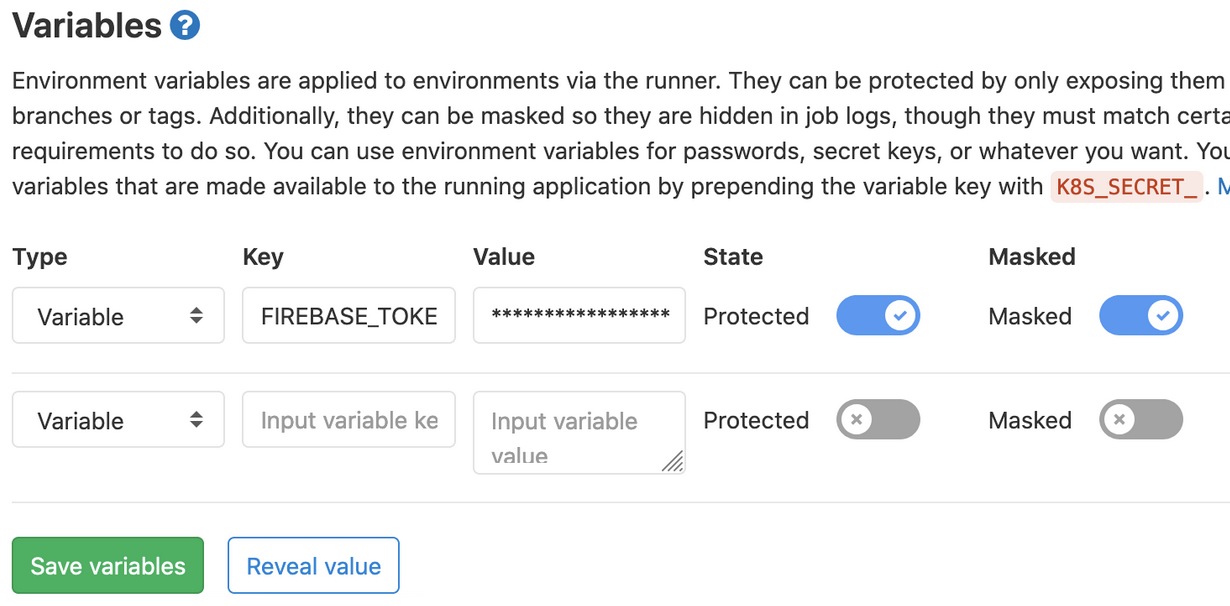 Variables ?
Environment variables are applied to environments via the runner. They can be protected by only exposing them
branches or tags. Additionally, they can be masked so they are hidden in job logs, though they must match certa
requirements to do so. You can use environment variables for passwords, secret keys, or whatever you want. You
variables that are made available to the running application by prepending the variable key with K8S_SECRET_ . M
Type Key Value State Masked
Variable FIREBASE_TOKE ***************** Protected Masked
Variable Input variable ke Input variable Protected Masked
value
Save variables Reveal value